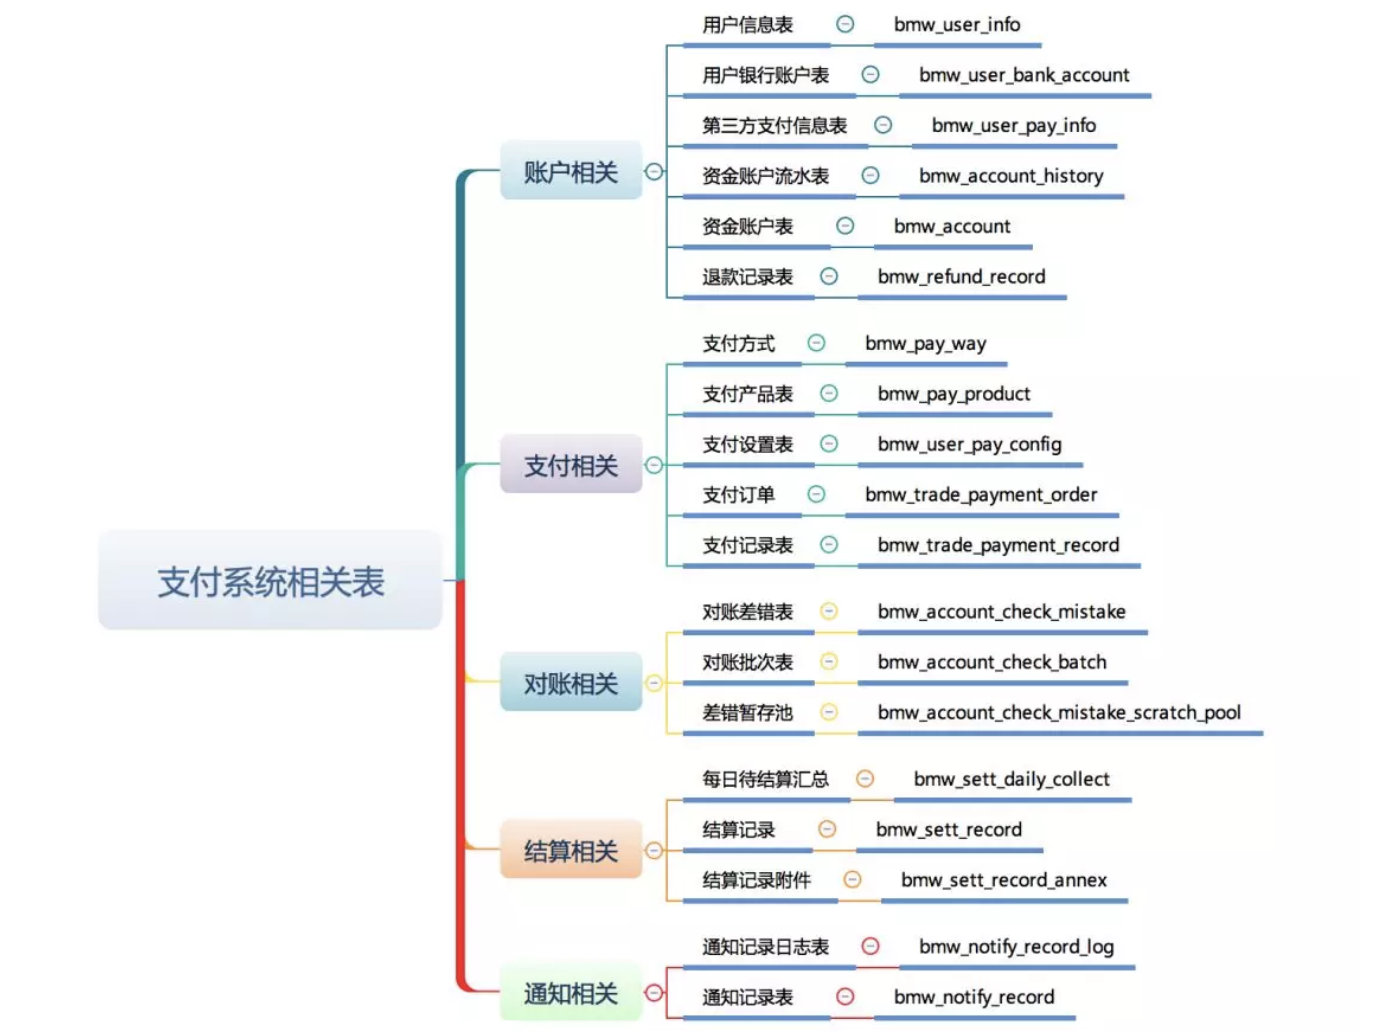 支付系统相关表
账户相关
用户信息表 bmw_user_info
用户银行账户表 bmw_user_bank_account
第三方支付信息表 bmw_user_pay_info
资金账户流水表 bmw_account_history
资金账户表 bmw_account
退款记录表 bmw_refund_record
支付相关
支付方式 bmw_pay_way
支付产品表 bmw_pay_product
支付设置表 bmw_user_pay_config
支付订单 bmw_trade_payment_order
支付记录表 bmw_trade_payment_record
对账相关
对账差错表 bmw_account_check_mistake
对账批次表 bmw_account_check_batch
差错暂存池 bmw_account_check_mistake_scratch_pool
结算相关
每日待结算汇总 bmw_sett_daily_collect
结算记录 bmw_sett_record
结算记录附件 bmw_sett_record_annex
通知相关
通知记录日志表 bmw_notify_record_log
通知记录表 bmw_notify_record